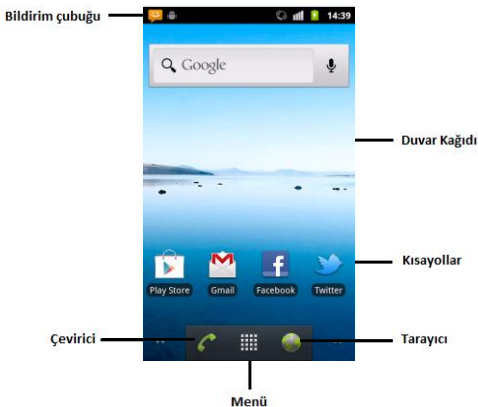 Bildirim çubuğu
14:39
Google
Duvar Kağıdı
Kısayollar
Play Store Gmail Facebook Twitter
Çevirici
Tarayıcı
Menü